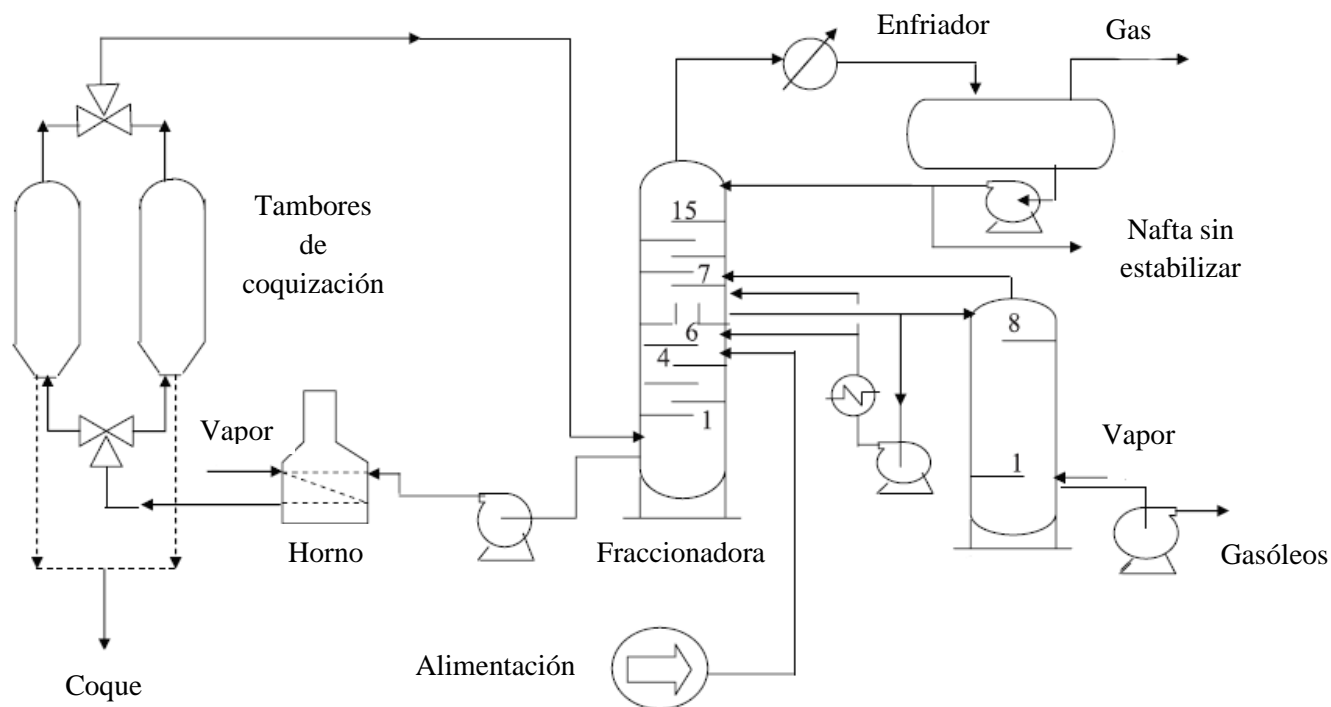 Enfriador
Gas
Tambores
de
coquización
15
7
6
4
1
8
1
Nafta sin
estabilizar
Vapor
Vapor
Horno
Fraccionadora
Gasóleos
Alimentación
Coque